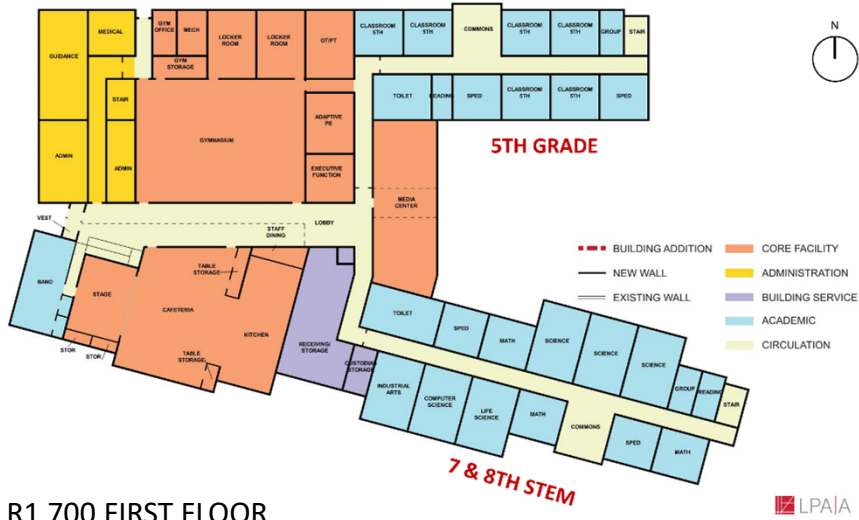 GUIDANCE
MEDICAL
GYM
OFFICE
MECH
LOCKER
ROOM
LOCKER
ROOM
OT/PT
GYM
STORAGE
CLASSROOM
5TH
CLASSROOM
5TH
COMMONS
CLASSROOM
5TH
CLASSROOM
5TH
GROUP
STAIR
N
STAIR
TOILET
READING
SPED
CLASSROOM
5TH
CLASSROOM
5TH
SPED
ADMIN
ADMIN
GYMNASIUM
ADAPTIVE
PE
EXECUTIVE
FUNCTION
5TH GRADE
MEDIA
CENTER
VEST
LOBBY
STAFF
DINING
BUILDING ADDITION
NEW WALL
EXISTING WALL
CORE FACILITY
ADMINISTRATION
BUILDING SERVICE
ACADEMIC
CIRCULATION
BAND
STAGE
TABLE
STORAGE
CAFETERIA
KITCHEN
STOR
STOR
TABLE
STORAGE
RECEIVING/
STORAGE
CUSTODIAL
STORAGE
TOILET
SPED
MATH
SCIENCE
SCIENCE
SCIENCE
GROUP
READING
STAIR
INDUSTRIAL
ARTS
COMPUTER
SCIENCE
LIFE
SCIENCE
MATH
COMMONS
SPED
MATH
7 & 8TH STEM
R1 700 FIRST FLOOR
LPA|A